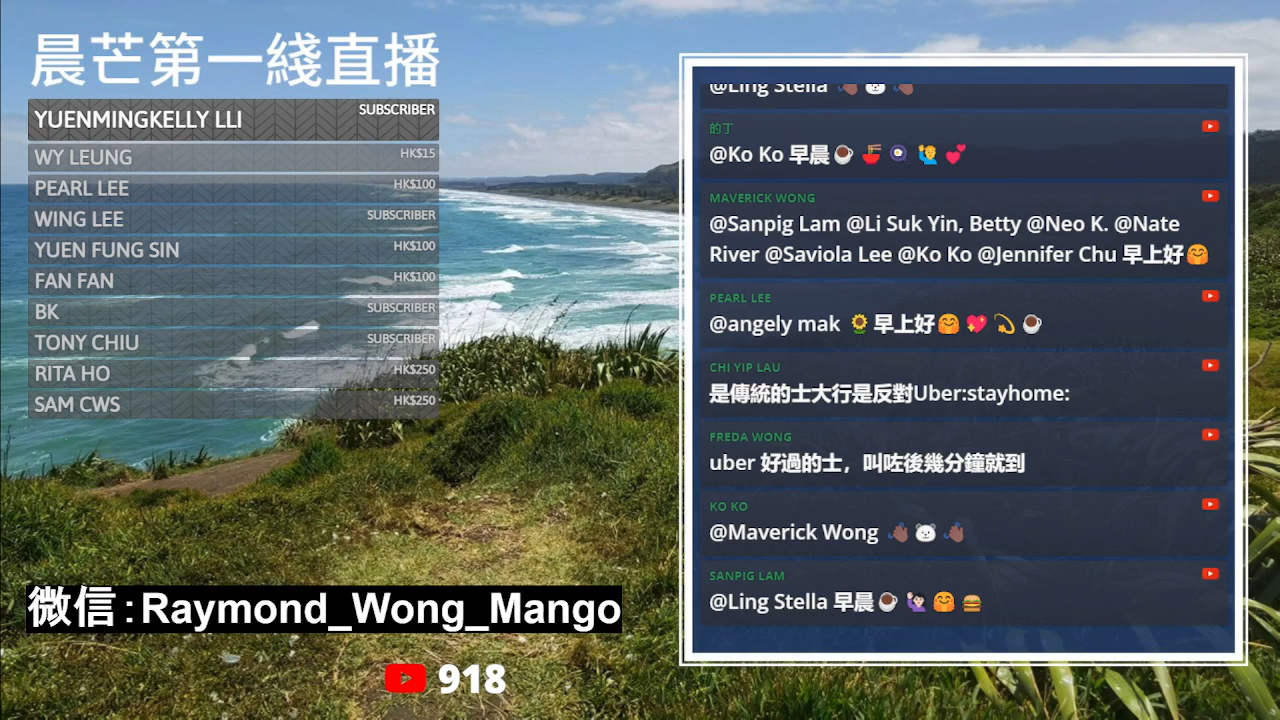 晨芒第一綫直播
YUENMINGKELLY LLI SUBSCRIBER
WY LEUNG HK$15
PEARL LEE HK$100
WING LEE SUBSCRIBER
YUEN FUNG SIN HK$100
FAN FAN HK$100
BK SUBSCRIBER
TONY CHIU SUBSCRIBER
RITA HO HK$250
SAM CWS HK$250
微信:Raymond_Wong_Mango
918
@Ling Stella
的丁
@Ko Ko 早晨
MAVERICK WONG
@Sanpig Lam @Li Suk Yin, Betty @Neo K. @Nate
River @Saviola Lee @Ko Ko @Jennifer Chu 早上好
PEARL LEE
@angely mak 早上好
CHI YIP LAU
是傳統的士大行是反對Uber:stayhome:
FREDA WONG
uber 好過的士，叫咗後幾分鐘就到
KO KO
@Maverick Wong
SANPIG LAM
@Ling Stella 早晨